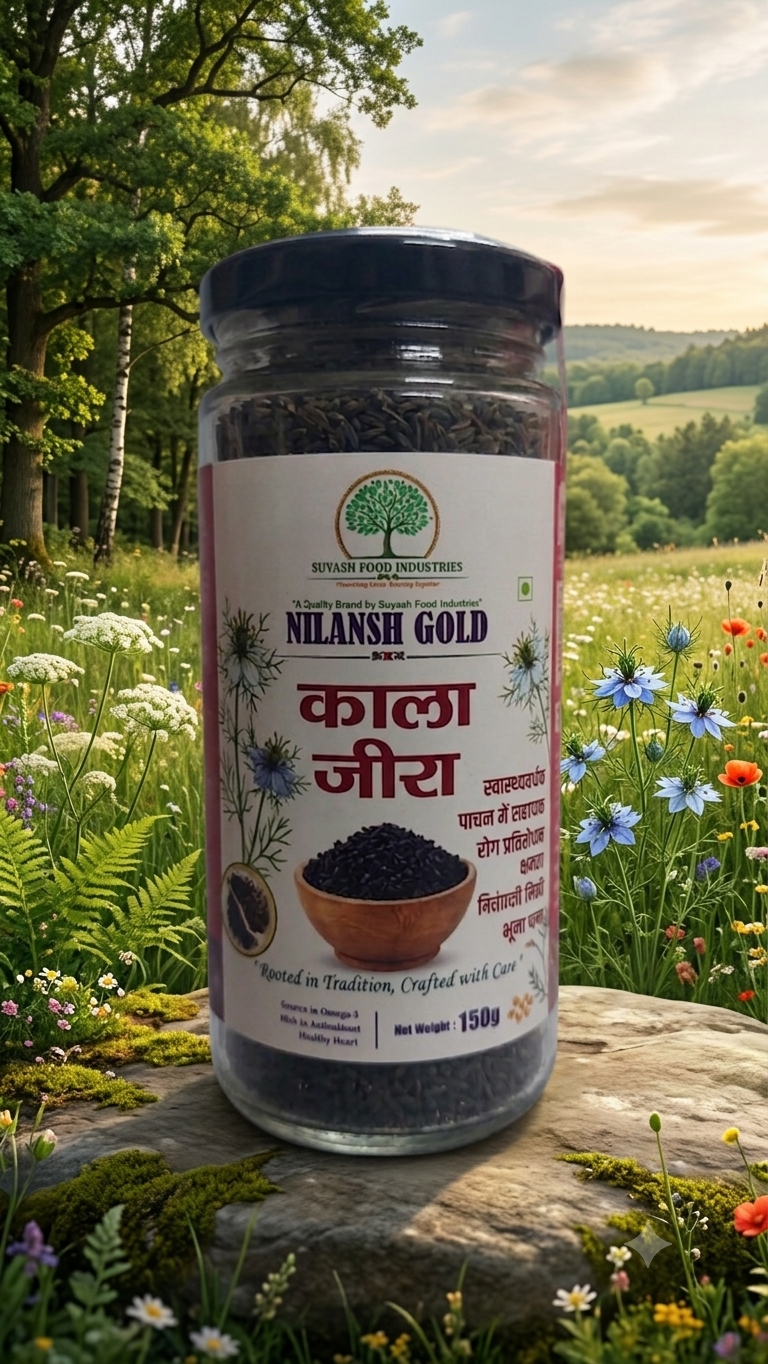 SUYASH FOOD INDUSTRIES
"A Quality Brand by Suyaah Food Industries"
NILANSH GOLD
काला
जीरा
स्वास्थ्यवर्धक
पाचन में सहायक
रोग प्रतिरोधक
क्षमता
भूना
"Rooted in Tradition, Crafted with Care"
Source in Omega-3
Rich in Antioxidant
Healthy Heart
Net Weight : 150g